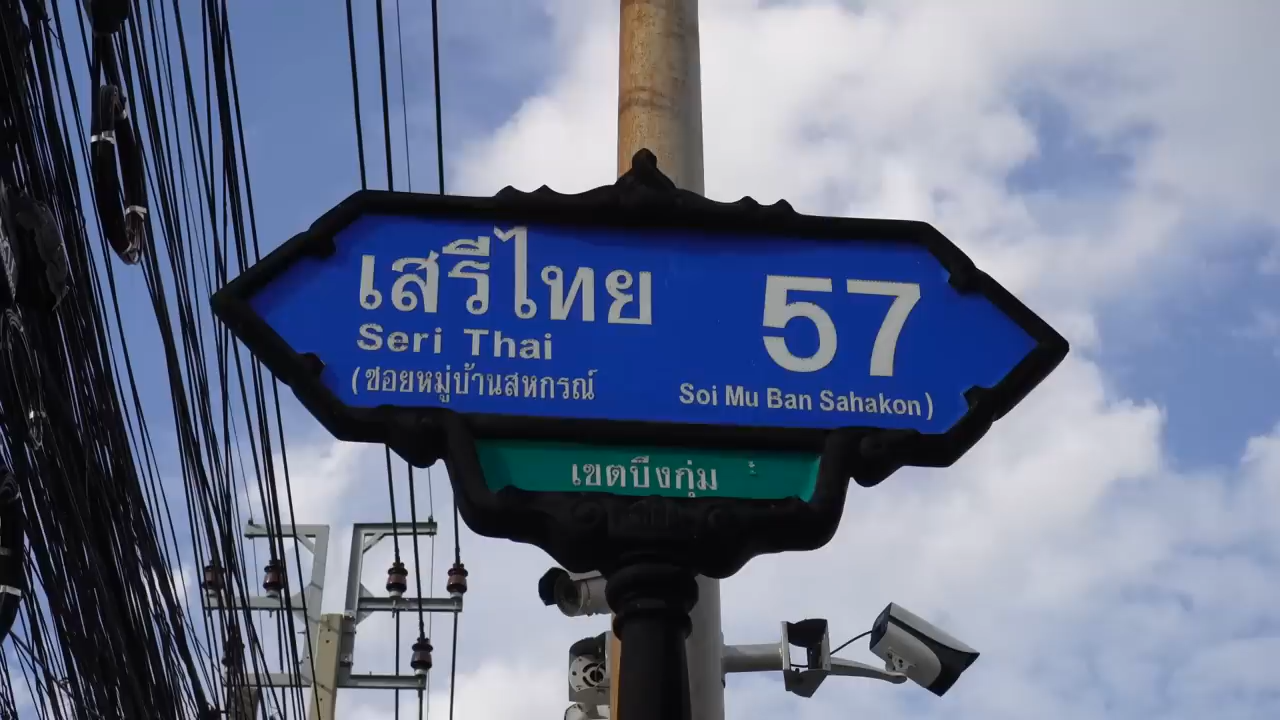 เสรีไทย 57
Seri Thai
(ซอยหมู่บ้านสหกรณ์ Soi Mu Ban Sahakon)
เขตบึงกุ่ม